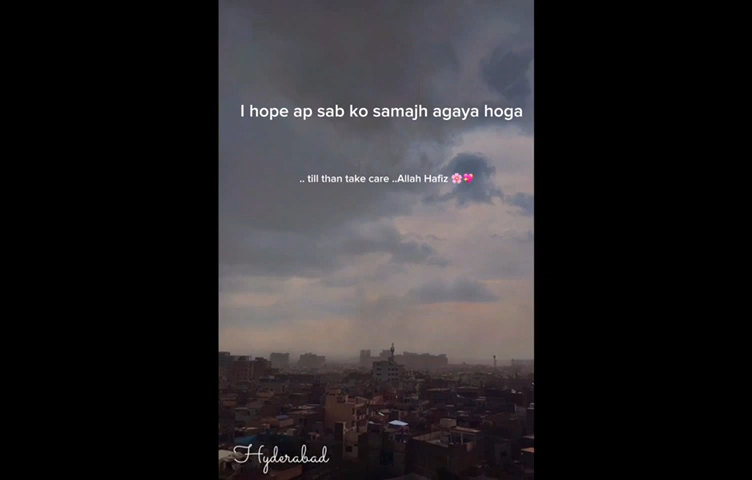 I hope ap sab ko samajh agaya hoga
.. till than take care ..Allah Hafiz 🌸💖
Hyderabad